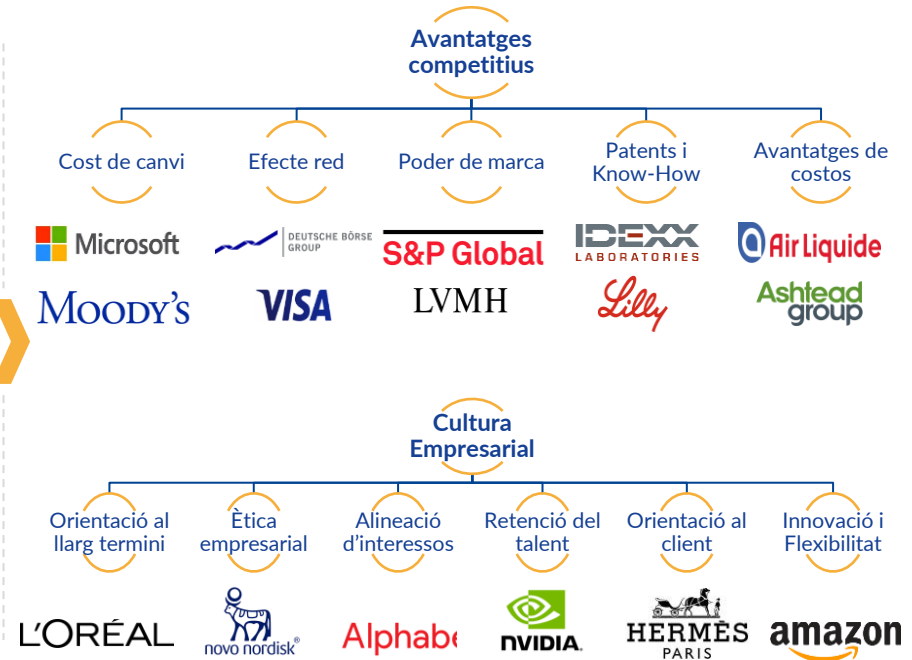 Avantatges
competitius
Cost de canvi
Efecte red
Poder de marca
Patents i
Know-How
Avantatges de
costos
Microsoft
DEUTSCHE BÖRSE
GROUP
S&P Global
IDEXX
LABORATORIES
Air Liquide
MOODY'S
VISA
LVMH
Lilly
Ashtead
group
Cultura
Empresarial
Orientació al
llarg termini
Ètica
empresarial
Alineació
d'interessos
Retenció del
talent
Orientació al
client
Innovació i
Flexibilitat
L'ORÉAL
novo nordisk®
Alphabe
NVIDIA.
HERMÈS
PARIS
amazon